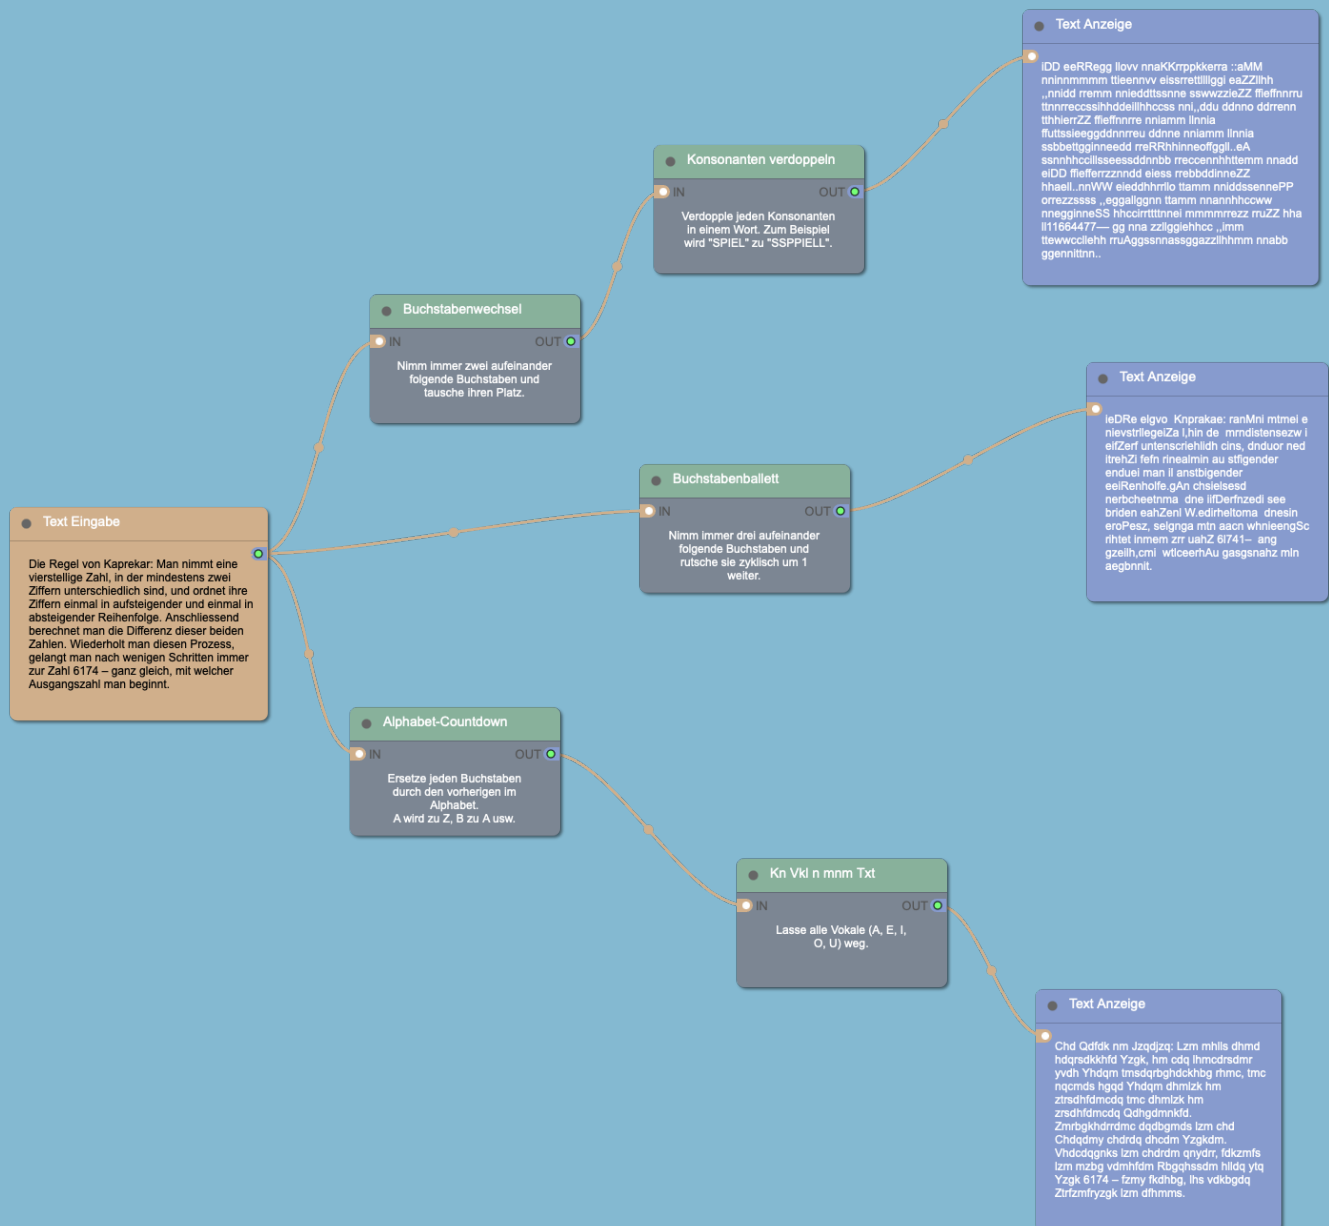 Text Anzeige
iDD eeRRegg llovv nnaKKrrppkkerra ::aMM
nninnmmmm ttieennvv eissrrettllllggi eaZZllhh
,,nnidd rremm nnieddttssnne sswwzzieZZ ffieffnnrru
ttnnrreccssihhddeillhhccss nni,,ddu ddnno ddrrenn
tthhierrZZ ffieffnnrre nniamm llnnia
ffuttssieeggddnnrreu ddnne nniamm llnnia
ssbbettgginneedd rreRRhhinneoffggll..eA
ssnnhhccillsseessddnnbb rreccennhhttemm nnadd
eiDD ffiefferrzznndd eiess rrebbddinneZZ
hhaell..nnWW eieddhhrrllo ttamm nniddssennePP
orrezzssss ,,eggallggnn ttamm nnannhhccww
nnegginneSS hhccirrttttnnei mmmmrrezz rruZZ hha
ll11664477–– gg nna zzllggiehhcc ,,imm
ttewwccllehh rruAggssnnassggazzllhhmm nnabb
ggennittnn..
Konsonanten verdoppeln
IN OUT
Verdopple jeden Konsonanten
in einem Wort. Zum Beispiel
wird "SPIEL" zu "SSPPIELL".
Buchstabenwechsel
IN OUT
Nimm immer zwei aufeinander
folgende Buchstaben und
tausche ihren Platz.
Text Anzeige
ieDRe elgvo Knprakae: ranMni mtmei e
nievstrllegeiZa l,hin de mrndistensezw i
eifZerf untenscriehlidh cins, dnduor ned
itrehZi fefn rinealmin au stfigender
enduei man il anstbigender
eeiRenholfe.gAn chsielsesd
nerbcheetnma dne iifDerfnzedi see
briden eahZenl W.edirheltoma dnesin
eroPesz, selgnga mtn aacn whnieengSc
rihtet inmem zrr uahZ 6l741– ang
gzeilh,cmi wtlceerhAu gasgsnahz mln
aegbnnit.
Buchstabenballett
IN OUT
Nimm immer drei aufeinander
folgende Buchstaben und
rutsche sie zyklisch um 1
weiter.
Text Eingabe
Die Regel von Kaprekar: Man nimmt eine
vierstellige Zahl, in der mindestens zwei
Ziffern unterschiedlich sind, und ordnet ihre
Ziffern einmal in aufsteigender und einmal in
absteigender Reihenfolge. Anschliessend
berechnet man die Differenz dieser beiden
Zahlen. Wiederholt man diesen Prozess,
gelangt man nach wenigen Schritten immer
zur Zahl 6174 – ganz gleich, mit welcher
Ausgangszahl man beginnt.
Alphabet-Countdown
IN OUT
Ersetze jeden Buchstaben
durch den vorherigen im
Alphabet.
A wird zu Z, B zu A usw.
Kn Vkl n mnm Txt
IN OUT
Lasse alle Vokale (A, E, I,
O, U) weg.
Text Anzeige
Chd Qdfdk nm Jzqdjzq: Lzm mhlls dhmd
hdqrsdkkhfd Yzgk, hm cdq lhmcdrsdmr
yvdh Yhdqm tmsdqrbghdckhbg rhmc, tmc
nqcmds hgqd Yhdqm dhmlzk hm
ztrsdhfdmcdq tmc dhmlzk hm
zrsdhfdmcdq Qdhgdmnkfd.
Zmrbgkhdrrdmc dqdbgmds lzm chd
Chdqdmy chdrdq dhcdm Yzgkdm.
Vhdcdqgnks lzm chdrdm qnydrr, fdkzmfs
lzm mzbg vdmhfdm Rbgqhssdm hlldq ytq
Yzgk 6174 – fzmy fkdhbg, lhs vdkbgdq
Ztrfzmfryzgk lzm dfhmms.